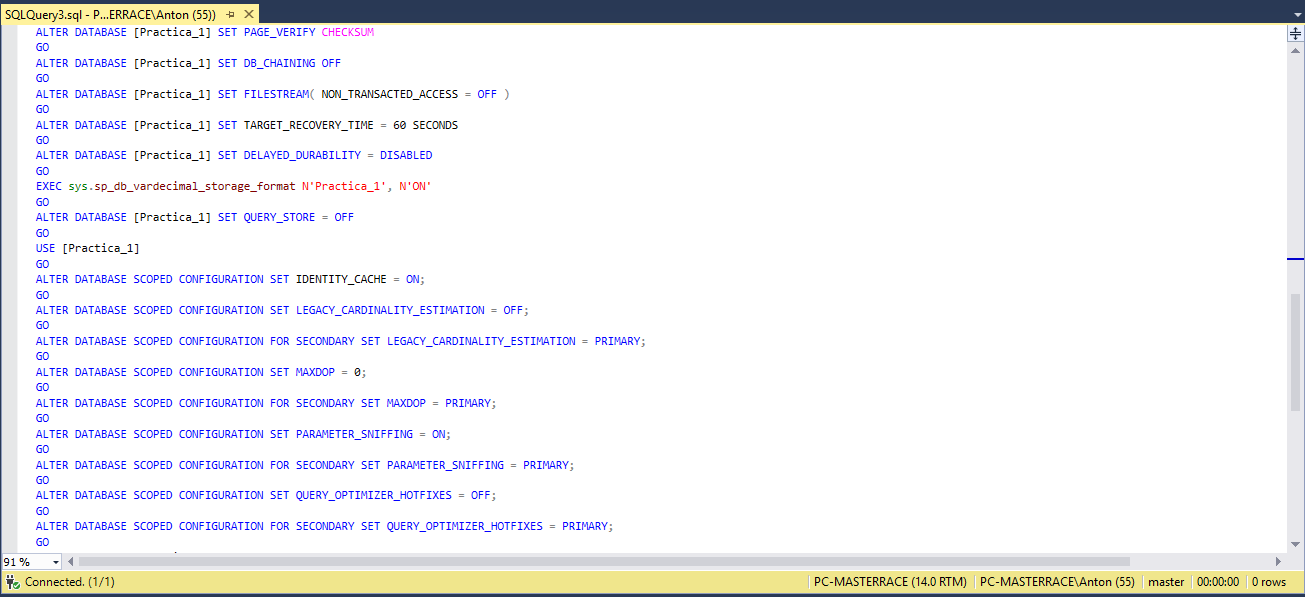 SQLQuery3.sql - P...ERRACE\Anton (55))
ALTER DATABASE [Practica_1] SET PAGE_VERIFY CHECKSUM
GO
ALTER DATABASE [Practica_1] SET DB_CHAINING OFF
GO
ALTER DATABASE [Practica_1] SET FILESTREAM( NON_TRANSACTED_ACCESS = OFF )
GO
ALTER DATABASE [Practica_1] SET TARGET_RECOVERY_TIME = 60 SECONDS
GO
ALTER DATABASE [Practica_1] SET DELAYED_DURABILITY = DISABLED
GO
EXEC sys.sp_db_vardecimal_storage_format N'Practica_1', N'ON'
GO
ALTER DATABASE [Practica_1] SET QUERY_STORE = OFF
GO
USE [Practica_1]
GO
ALTER DATABASE SCOPED CONFIGURATION SET IDENTITY_CACHE = ON;
GO
ALTER DATABASE SCOPED CONFIGURATION SET LEGACY_CARDINALITY_ESTIMATION = OFF;
GO
ALTER DATABASE SCOPED CONFIGURATION FOR SECONDARY SET LEGACY_CARDINALITY_ESTIMATION = PRIMARY;
GO
ALTER DATABASE SCOPED CONFIGURATION SET MAXDOP = 0;
GO
ALTER DATABASE SCOPED CONFIGURATION FOR SECONDARY SET MAXDOP = PRIMARY;
GO
ALTER DATABASE SCOPED CONFIGURATION SET PARAMETER_SNIFFING = ON;
GO
ALTER DATABASE SCOPED CONFIGURATION FOR SECONDARY SET PARAMETER_SNIFFING = PRIMARY;
GO
ALTER DATABASE SCOPED CONFIGURATION SET QUERY_OPTIMIZER_HOTFIXES = OFF;
GO
ALTER DATABASE SCOPED CONFIGURATION FOR SECONDARY SET QUERY_OPTIMIZER_HOTFIXES = PRIMARY;
GO
91 %
Connected. (1/1) PC-MASTERRACE (14.0 RTM) PC-MASTERRACE\Anton (55) master 00:00:00 0 rows